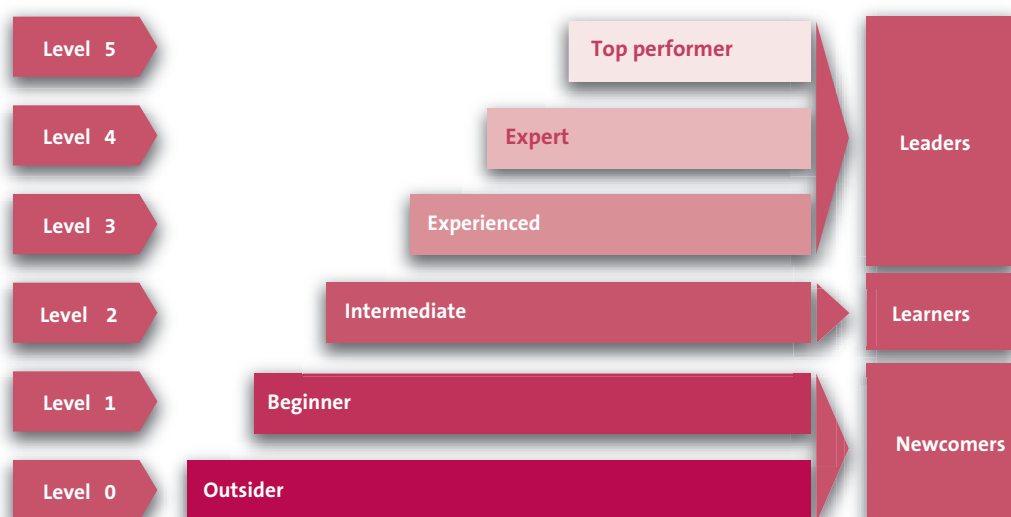 Level 5
Top performer
Level 4
Expert
Leaders
Level 3
Experienced
Level 2
Intermediate
Learners
Level 1
Beginner
Newcomers
Level 0
Outsider